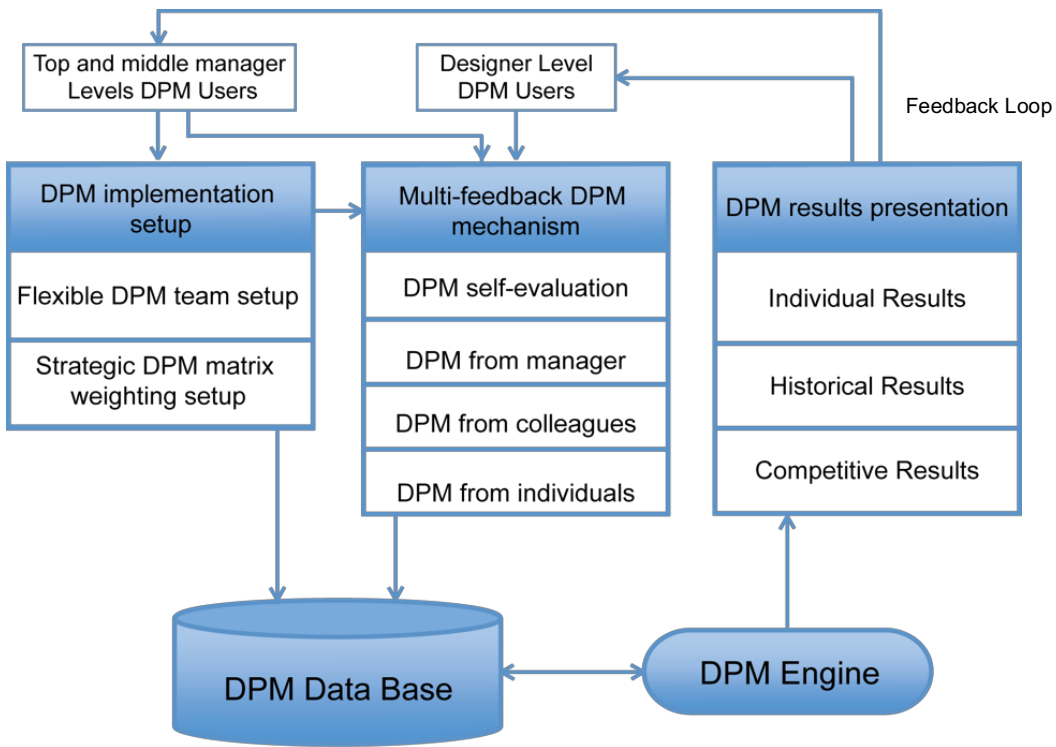 Top and middle manager
Levels DPM Users
Designer Level
DPM Users
Feedback Loop
DPM implementation
setup
Flexible DPM team setup
Strategic DPM matrix
weighting setup
Multi-feedback DPM
mechanism
DPM self-evaluation
DPM from manager
DPM from colleagues
DPM from individuals
DPM results presentation
Individual Results
Historical Results
Competitive Results
DPM Data Base
DPM Engine